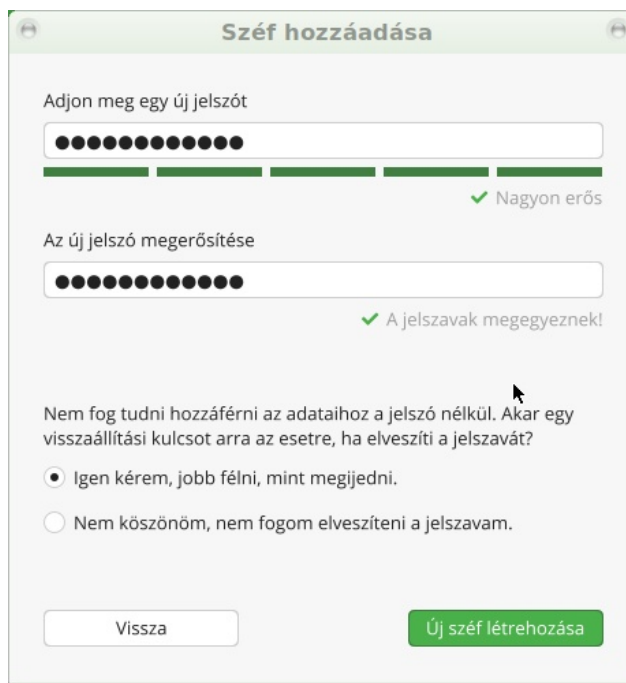 Széf hozzáadása
Adjon meg egy új jelszót
●●●●●●●●●●●●
Nagyon erős
Az új jelszó megerősítése
●●●●●●●●●●●●
A jelszavak megegyeznek!
Nem fog tudni hozzáférni az adataihoz a jelszó nélkül. Akar egy
visszaállítási kulcsot arra az esetre, ha elveszíti a jelszavát?
Igen kérem, jobb félni, mint megijedni.
Nem köszönöm, nem fogom elveszíteni a jelszavam.
Vissza
Új széf létrehozása